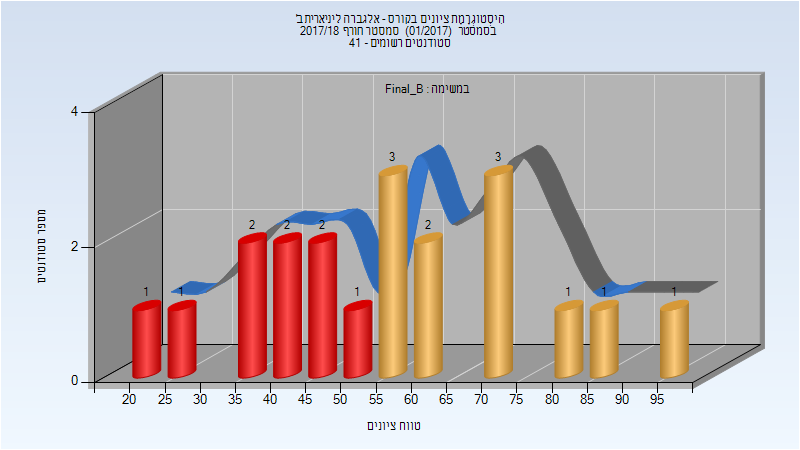 היסטוגרמת ציונים בקורס - אלגברה ליניארית ב'
בסמסטר (01/2017) סמסטר חורף 2017/18
סטודנטים רשומים - 41
במשימה : Final_B
מספר סטודנטים
4
2
0
1 1 2 2 2 1 3 2 3 1 1 1
20 25 30 35 40 45 50 55 60 65 70 75 80 85 90 95
טווח ציונים